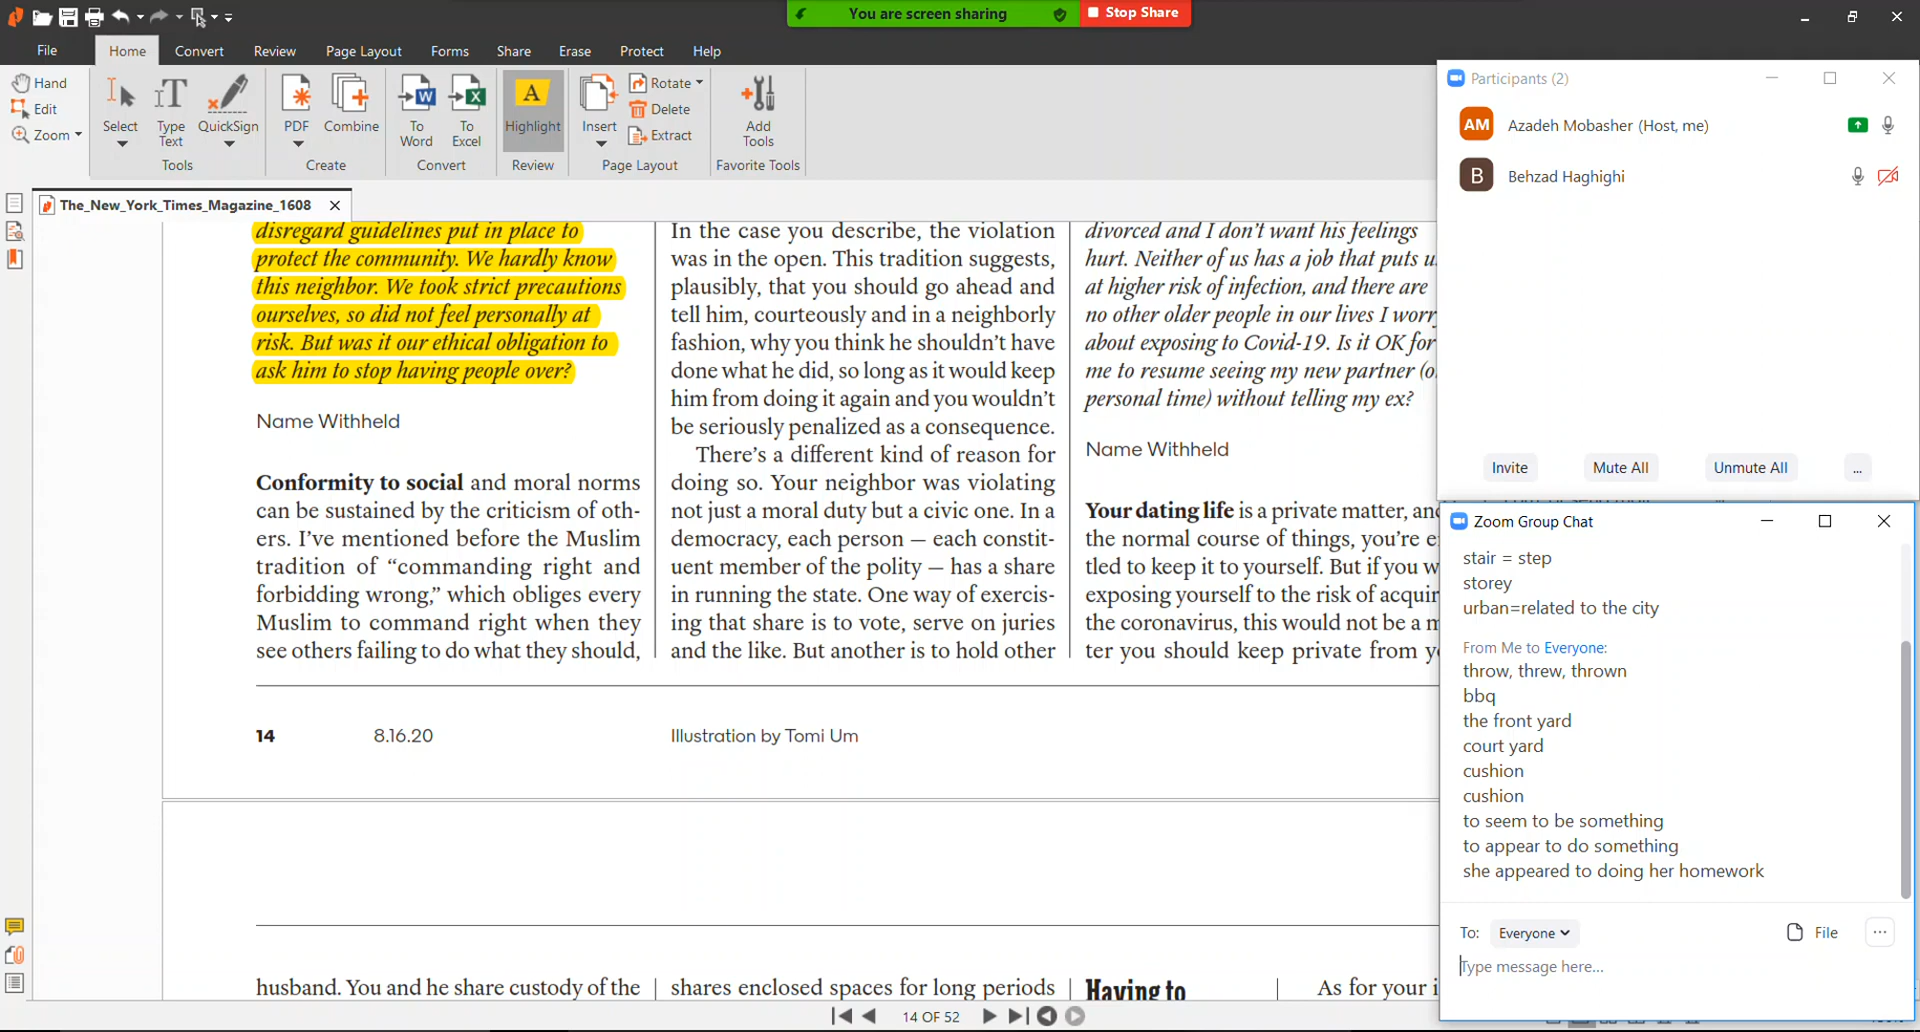 You are screen sharing
Stop Share
File
Home
Convert
Review
Page Layout
Forms
Share
Erase
Protect
Help
Hand
Edit
Zoom
Select
Type
Text
QuickSign
Tools
PDF
Combine
Create
To
Word
To
Excel
Convert
Highlight
Review
Insert
Rotate
Delete
Extract
Page Layout
Add
Tools
Favorite Tools
The_New_York_Times_Magazine_1608
disregard guidelines put in place to
protect the community. We hardly know
this neighbor. We took strict precautions
ourselves, so did not feel personally at
risk. But was it our ethical obligation to
ask him to stop having people over?
Name Withheld
Conformity to social and moral norms
can be sustained by the criticism of oth-
ers. I've mentioned before the Muslim
tradition of “commanding right and
forbidding wrong,” which obliges every
Muslim to command right when they
see others failing to do what they should,
In the case you describe, the violation
was in the open. This tradition suggests,
plausibly, that you should go ahead and
tell him, courteously and in a neighborly
fashion, why you think he shouldn't have
done what he did, so long as it would keep
him from doing it again and you wouldn't
be seriously penalized as a consequence.
There's a different kind of reason for
doing so. Your neighbor was violating
not just a moral duty but a civic one. In a
democracy, each person — each constit-
uent member of the polity — has a share
in running the state. One way of exercis-
ing that share is to vote, serve on juries
and the like. But another is to hold other
divorced and I don't want his feelings
hurt. Neither of us has a job that puts u
at higher risk of infection, and there are
no other older people in our lives I worry
about exposing to Covid-19. Is it OK for
me to resume seeing my new partner (o
personal time) without telling my ex?
Name Withheld
Your dating life is a private matter, an
the normal course of things, you're e
tled to keep it to yourself. But if you w
exposing yourself to the risk of acquir
the coronavirus, this would not be a m
ter you should keep private from y
14
8.16.20
Illustration by Tomi Um
husband. You and he share custody of the
shares enclosed spaces for long periods
Having to
As for your i
14 OF 52
Participants (2)
AM
Azadeh Mobasher (Host, me)
B
Behzad Haghighi
Invite
Mute All
Unmute All
...
Zoom Group Chat
stair = step
storey
urban=related to the city
From Me to Everyone:
throw, threw, thrown
bbq
the front yard
court yard
cushion
cushion
to seem to be something
to appear to do something
she appeared to doing her homework
To:
Everyone
File
...
Type message here...